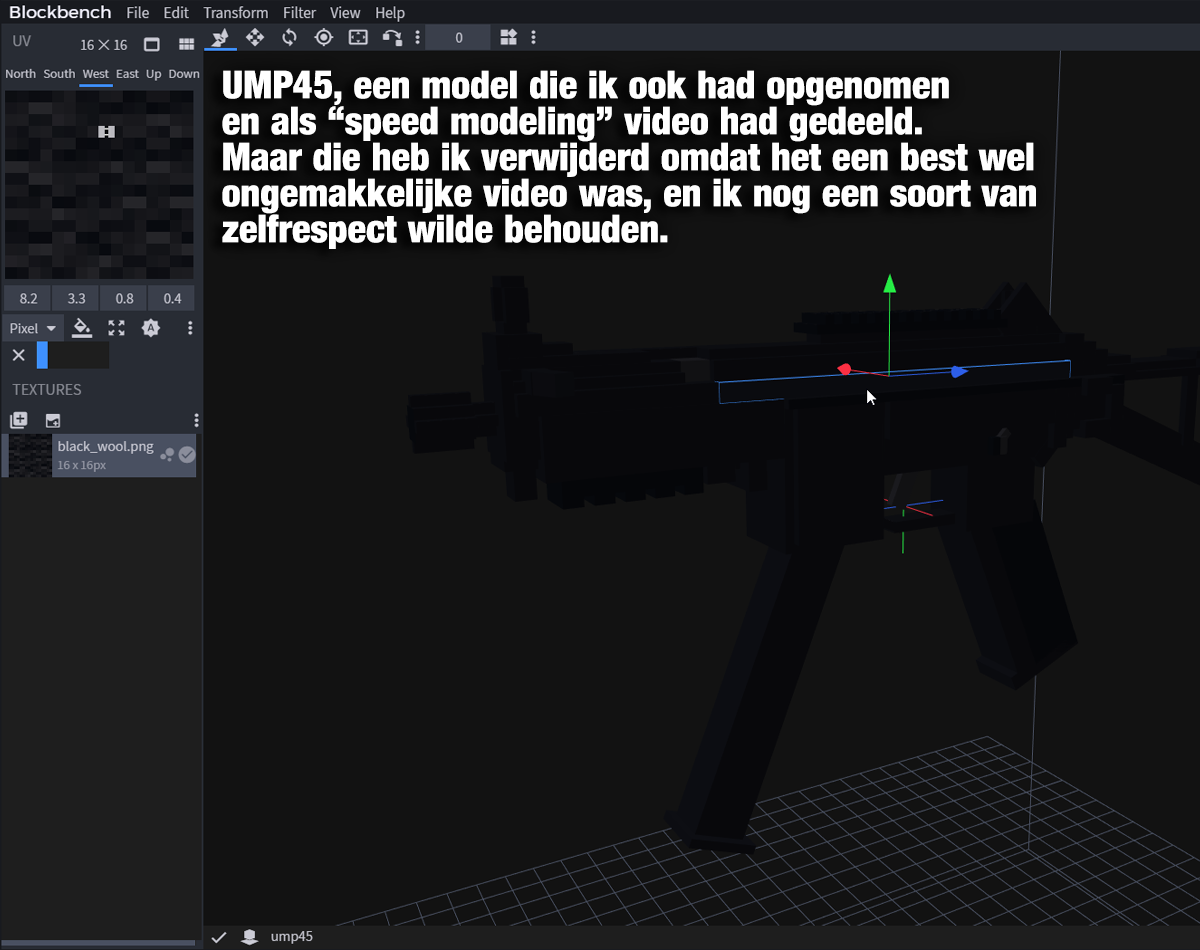 Blockbench File Edit Transform Filter View Help
UV 16 × 16 0
North South West East Up Down
UMP45, een model die ik ook had opgenomen
en als “speed modeling” video had gedeeld.
Maar die heb ik verwijderd omdat het een best wel
ongemakkelijke video was, en ik nog een soort van
zelfrespect wilde behouden.
8.2 3.3 0.8 0.4
Pixel A
TEXTURES
black_wool.png
16 x 16px
ump45